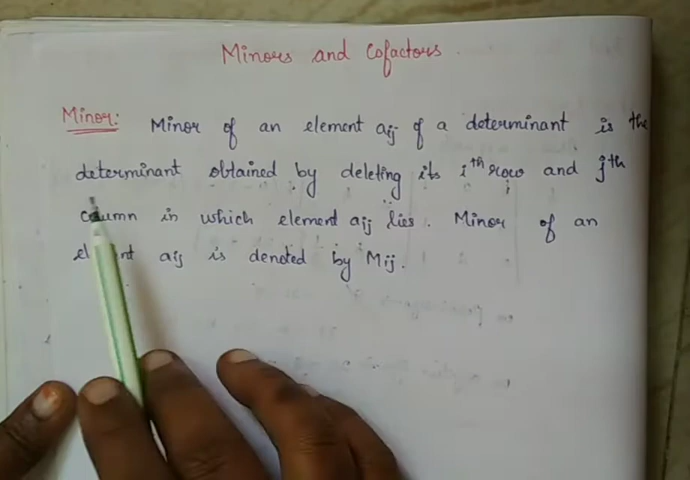 Minors and Cofactors.
Minor: Minor of an element aij of a determinant is the
determinant obtained by deleting its ith row and jth
column in which element aij lies. Minor of an
element aij is denoted by Mij.